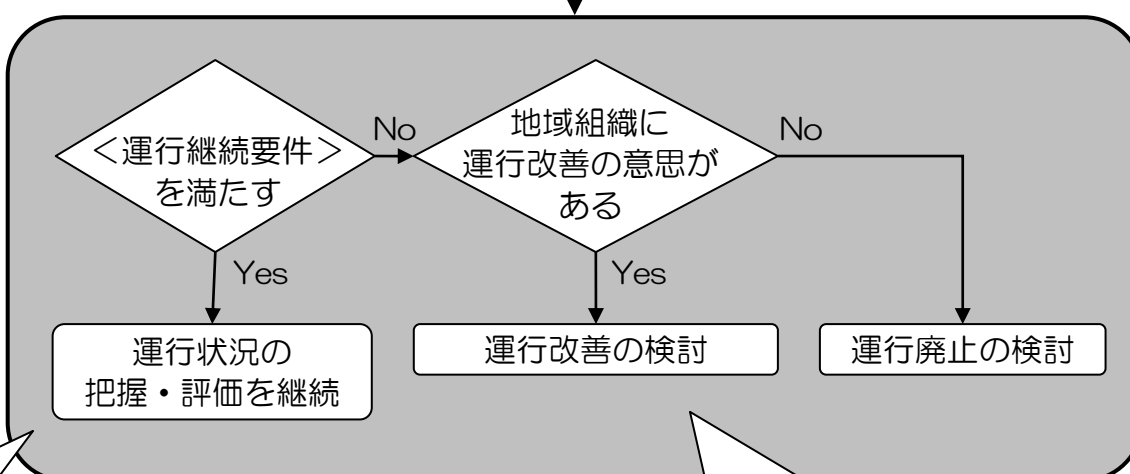 <運行継続要件>
を満たす
No
地域組織に
運行改善の意思が
ある
No
Yes
Yes
運行状況の
把握・評価を継続
運行改善の検討
運行廃止の検討